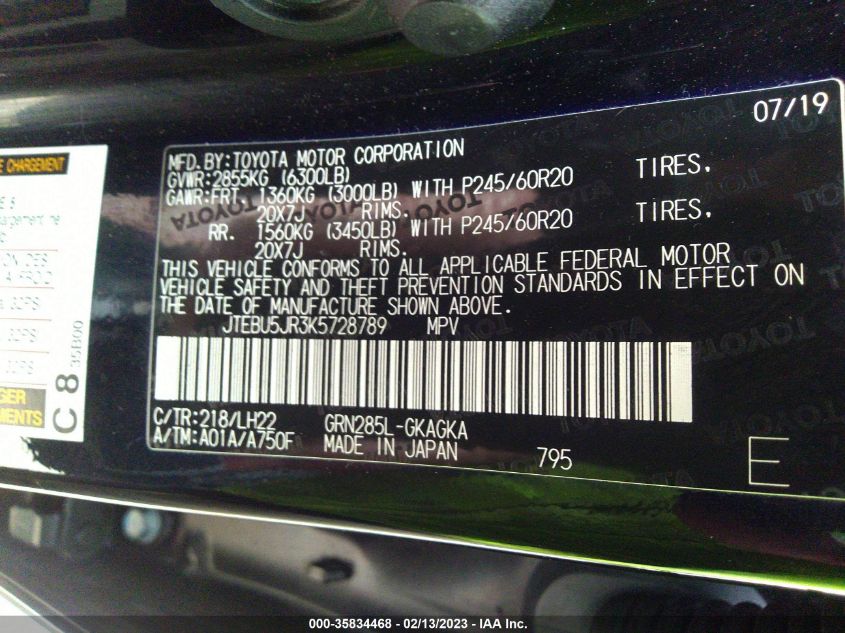 07/19
MFD.BY:TOYOTA MOTOR CORPORATION
GVWR:2855KG (6300LB)
GAWR:FRT. 1360KG (3000LB) WITH P245/60R20 TIRES,
20X7J RIMS.
RR. 1560KG (3450LB) WITH P245/60R20 TIRES,
20X7J RIMS.
THIS VEHICLE CONFORMS TO ALL APPLICABLE FEDERAL MOTOR
VEHICLE SAFETY AND THEFT PREVENTION STANDARDS IN EFFECT ON
THE DATE OF MANUFACTURE SHOWN ABOVE.
JTEBU5JR3K5728789 MPV
C/TR:218/LH22 GRN285L-GKAGKA
A/TM:A01A/A750F MADE IN JAPAN 795
E
CHARGEMENT
32PSI
C 8 35B00
000-35834468 - 02/13/2023 - IAA Inc.